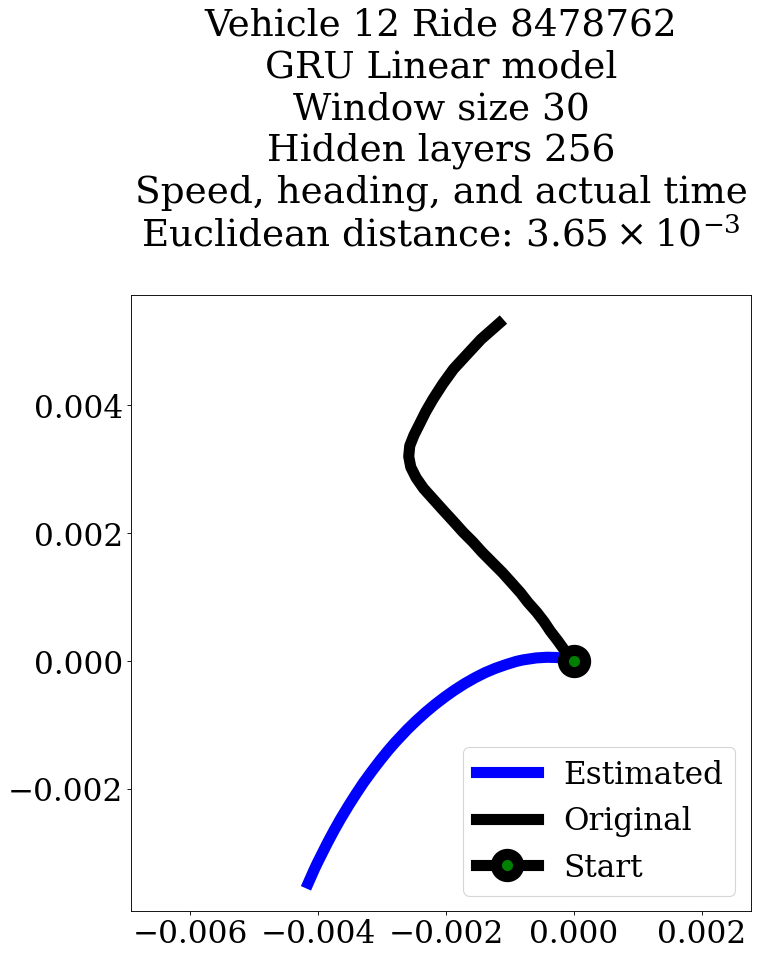 Vehicle 12 Ride 8478762
GRU Linear model
Window size 30
Hidden layers 256
Speed, heading, and actual time
Euclidean distance: 3.65 × 10⁻³
0.004
0.002
0.000
−0.002
Estimated
Original
Start
−0.006 −0.004 −0.002 0.000 0.002